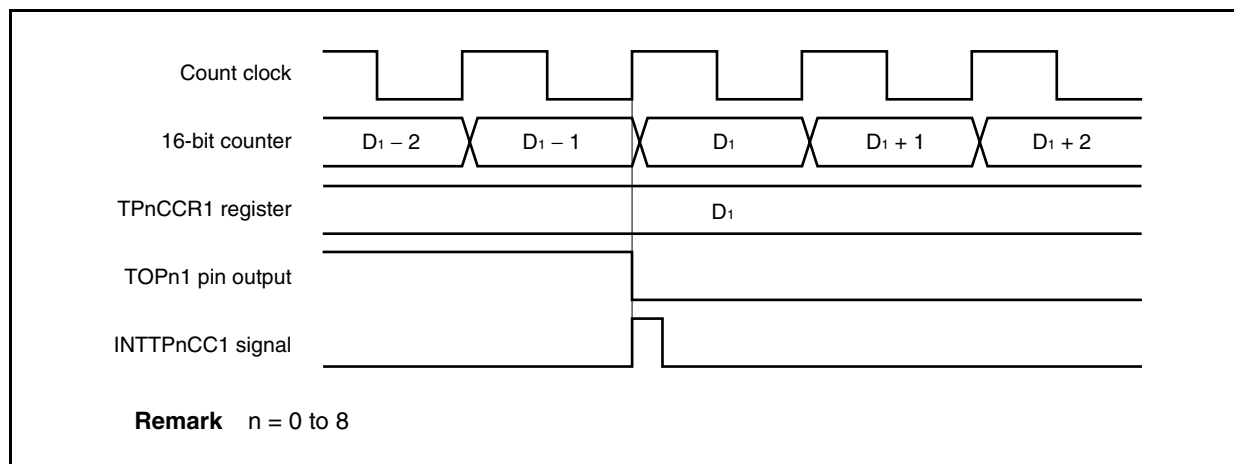 Count clock
16-bit counter D1 – 2 D1 – 1 D1 D1 + 1 D1 + 2
TPnCCR1 register D1
TOPn1 pin output
INTTPnCC1 signal
Remark n = 0 to 8